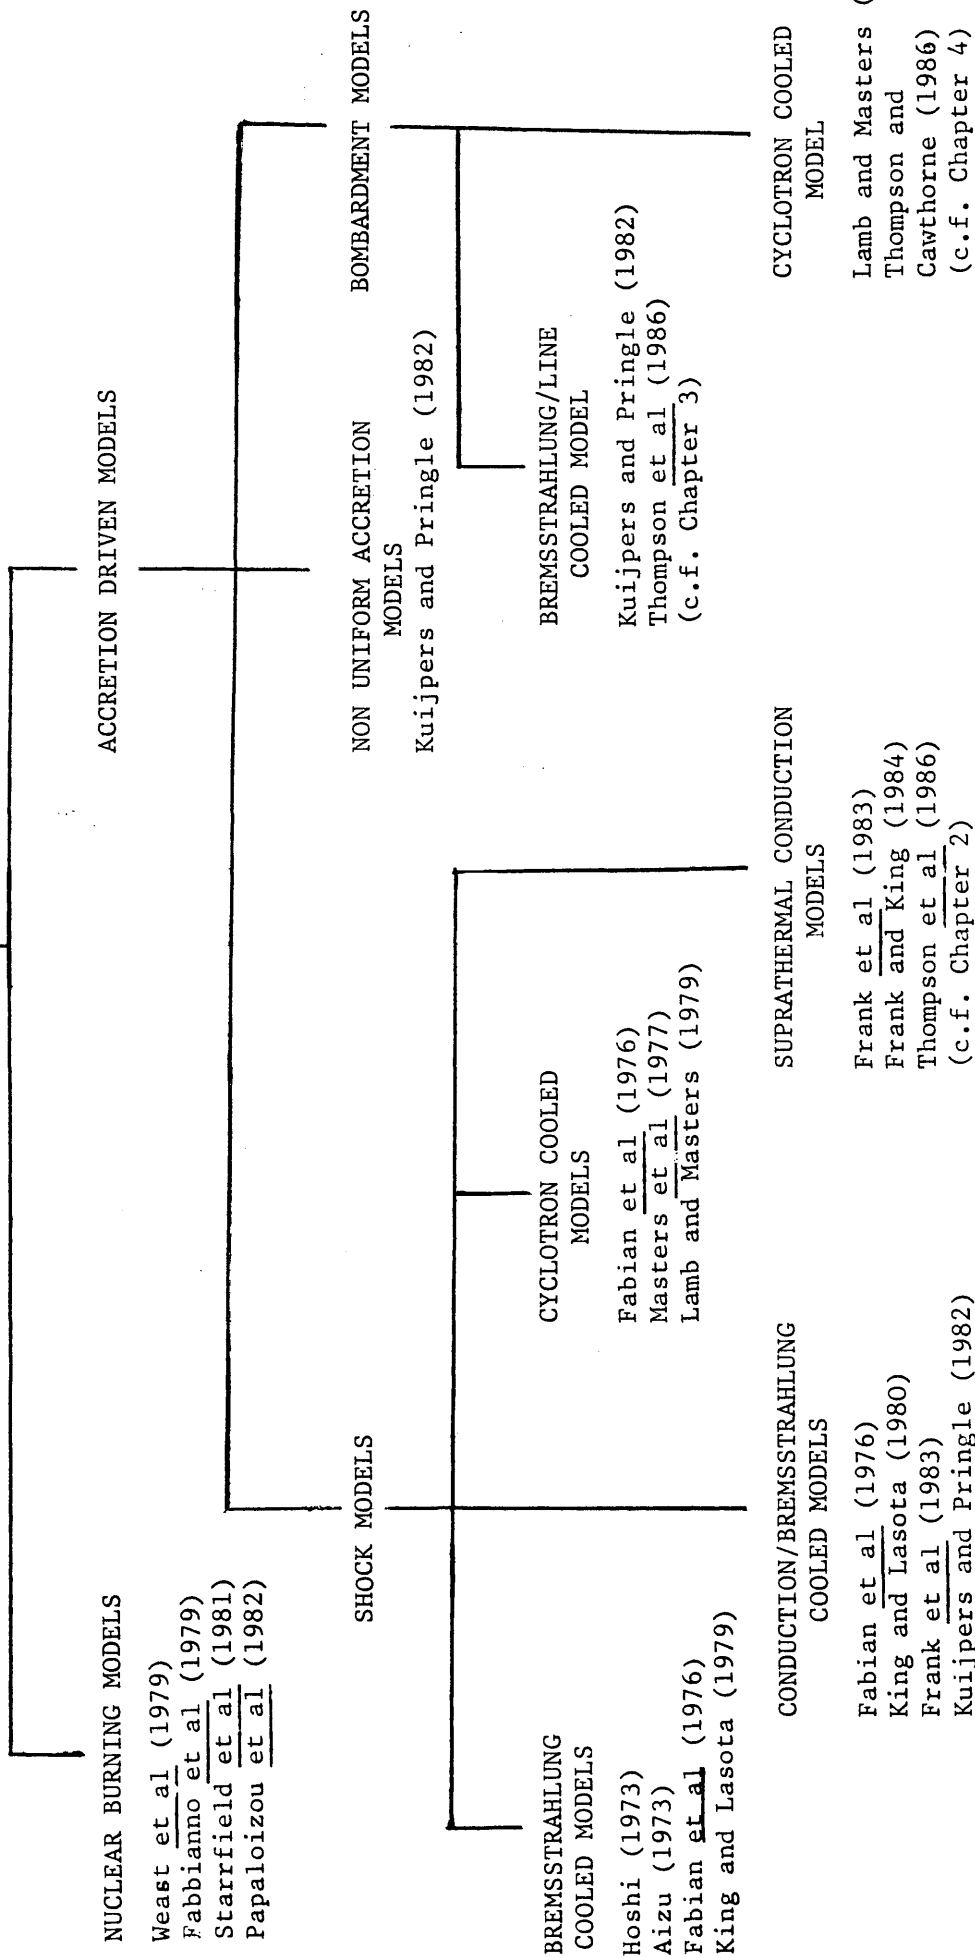 NUCLEAR BURNING MODELS
Weast et al (1979)
Fabbianno et al (1979)
Starrfield et al (1981)
Papaloizou et al (1982)
ACCRETION DRIVEN MODELS
SHOCK MODELS
NON UNIFORM ACCRETION
MODELS
Kuijpers and Pringle (1982)
BOMBARDMENT MODELS
BREMSSTRAHLUNG
COOLED MODELS
Hoshi (1973)
Aizu (1973)
Fabian et al (1976)
King and Lasota (1979)
CONDUCTION/BREMSSTRAHLUNG
COOLED MODELS
Fabian et al (1976)
King and Lasota (1980)
Frank et al (1983)
Kuijpers and Pringle (1982)
CYCLOTRON COOLED
MODELS
Fabian et al (1976)
Masters et al (1977)
Lamb and Masters (1979)
SUPRATHERMAL CONDUCTION
MODELS
Frank et al (1983)
Frank and King (1984)
Thompson et al (1986)
(c.f. Chapter 2)
BREMSSTRAHLUNG/LINE
COOLED MODEL
Kuijpers and Pringle (1982)
Thompson et al (1986)
(c.f. Chapter 3)
CYCLOTRON COOLED
MODEL
Lamb and Masters (
Thompson and
Cawthorne (1986)
(c.f. Chapter 4)